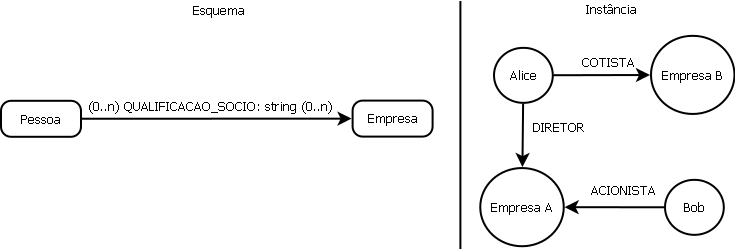 Esquema
Pessoa
(0..n) QUALIFICACAO_SOCIO: string (0..n)
Empresa
Instância
Alice
COTISTA
Empresa B
DIRETOR
Empresa A
ACIONISTA
Bob